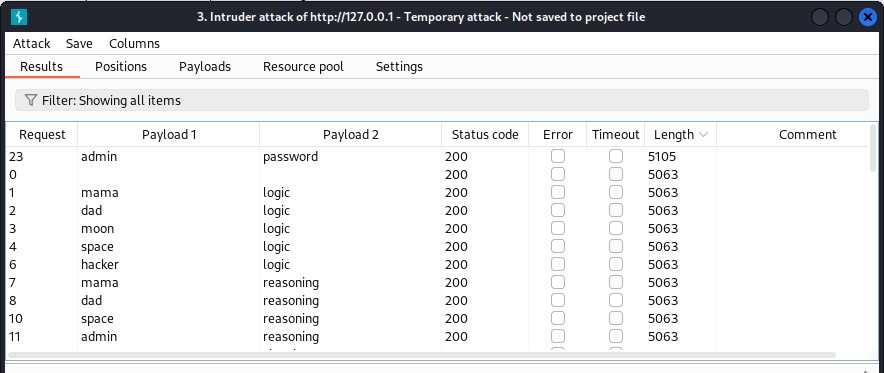 3. Intruder attack of http://127.0.0.1 - Temporary attack - Not saved to project file
Attack Save Columns
Results Positions Payloads Resource pool Settings
Filter: Showing all items
Request Payload 1 Payload 2 Status code Error Timeout Length Comment
23 admin password 200 5105
0 200 5063
1 mama logic 200 5063
2 dad logic 200 5063
3 moon logic 200 5063
4 space logic 200 5063
6 hacker logic 200 5063
7 mama reasoning 200 5063
8 dad reasoning 200 5063
10 space reasoning 200 5063
11 admin reasoning 200 5063